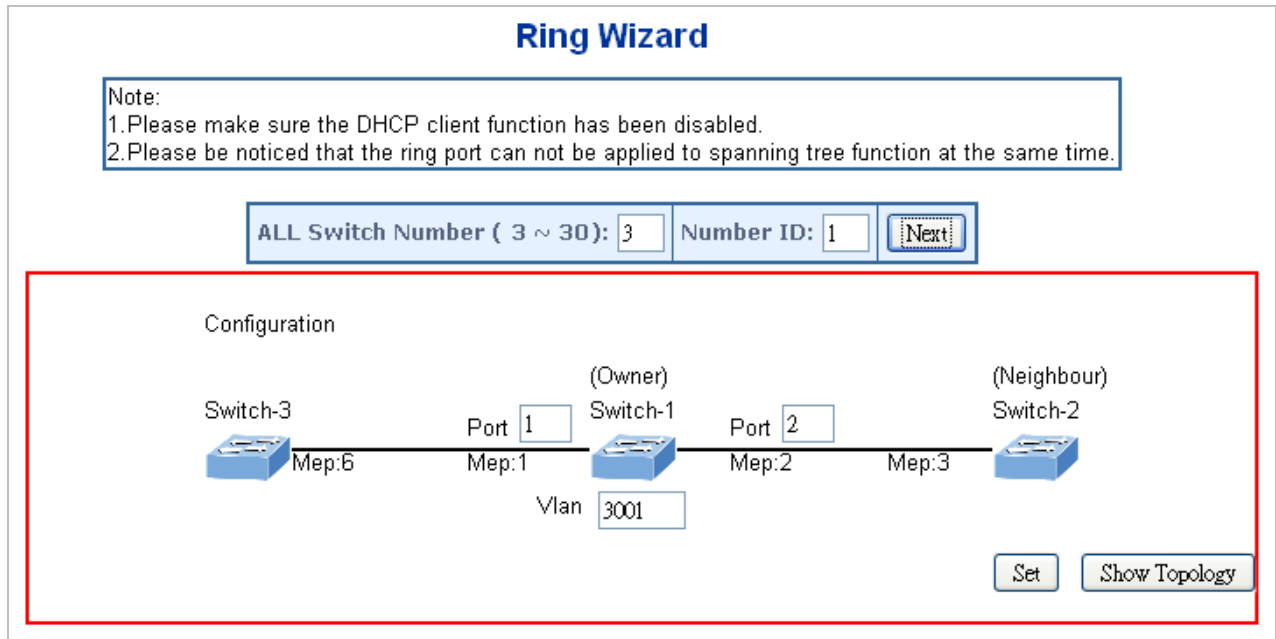 Ring Wizard
Note:
1.Please make sure the DHCP client function has been disabled.
2.Please be noticed that the ring port can not be applied to spanning tree function at the same time.
ALL Switch Number ( 3 ~ 30): 3 Number ID: 1 Next
Configuration
(Owner) (Neighbour)
Switch-3 Port 1 Switch-1 Port 2 Switch-2
Mep:6 Mep:1 Mep:2 Mep:3
Vlan 3001
Set Show Topology